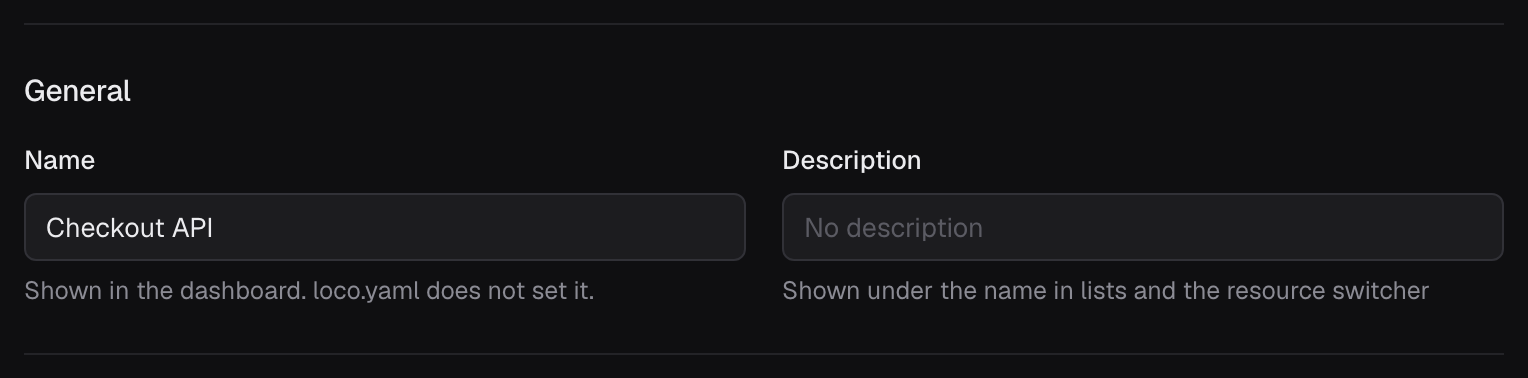 General
Name
Description
Checkout API
No description
Shown in the dashboard. loco.yaml does not set it.
Shown under the name in lists and the resource switcher